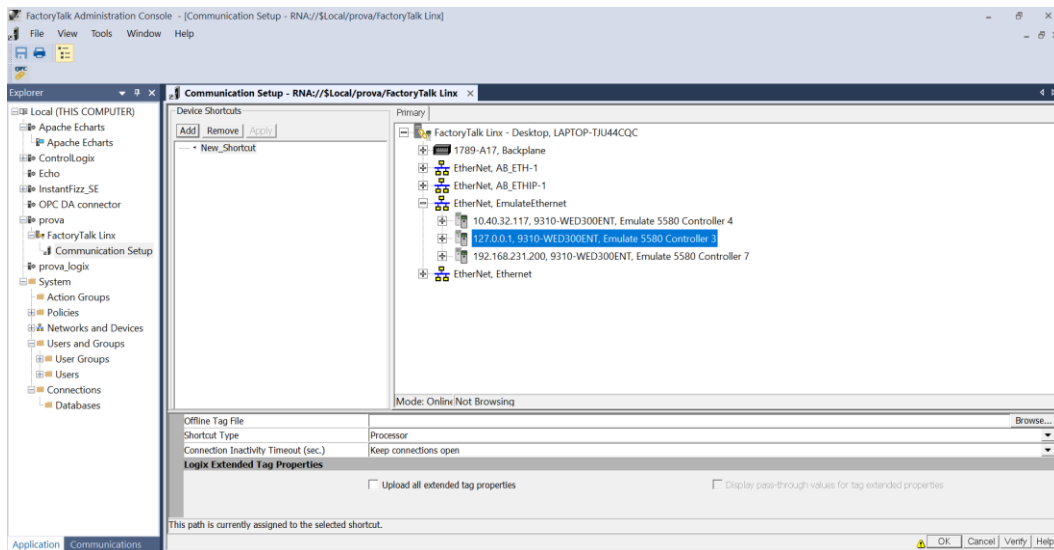 FactoryTalk Administration Console - [Communication Setup - RNA://$Local/prova/FactoryTalk Linx]
File View Tools Window Help
OPC
Explorer
Communication Setup - RNA://$Local/prova/FactoryTalk Linx
Local (THIS COMPUTER)
Apache Echarts
Apache Echarts
ControlLogix
Echo
InstantFizz_SE
OPC DA connector
prova
FactoryTalk Linx
Communication Setup
prova_logix
System
Action Groups
Policies
Networks and Devices
Users and Groups
User Groups
Users
Connections
Databases
Application Communications
Device Shortcuts
Add Remove Apply
New_Shortcut
Primary
FactoryTalk Linx - Desktop, LAPTOP-TJU44CQC
1789-A17, Backplane
EtherNet, AB_ETH-1
EtherNet, AB_ETHIP-1
EtherNet, EmulateEthernet
10.40.32.117, 9310-WED300ENT, Emulate 5580 Controller 4
127.0.0.1, 9310-WED300ENT, Emulate 5580 Controller 3
192.168.231.200, 9310-WED300ENT, Emulate 5580 Controller 7
EtherNet, Ethernet
Mode: Online Not Browsing
Offline Tag File Browse...
Shortcut Type Processor
Connection Inactivity Timeout (sec.) Keep connections open
Logix Extended Tag Properties
Upload all extended tag properties Display pass-through values for tag extended properties
This path is currently assigned to the selected shortcut.
OK Cancel Verify Help